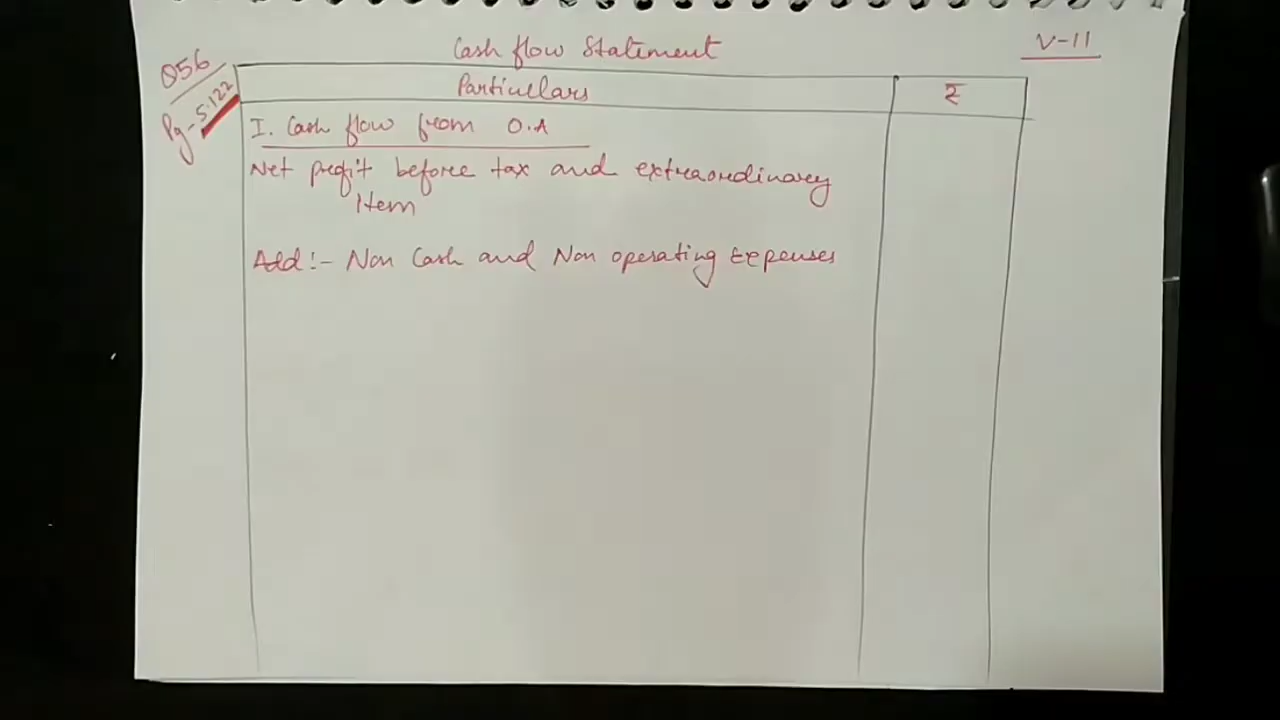 Cash flow Statement
V-11
Q56
Pg-5.122
Particulars
₹
I. Cash flow from O.A
Net profit before tax and extraordinary
Item
Add:- Non Cash and Non operating Expenses